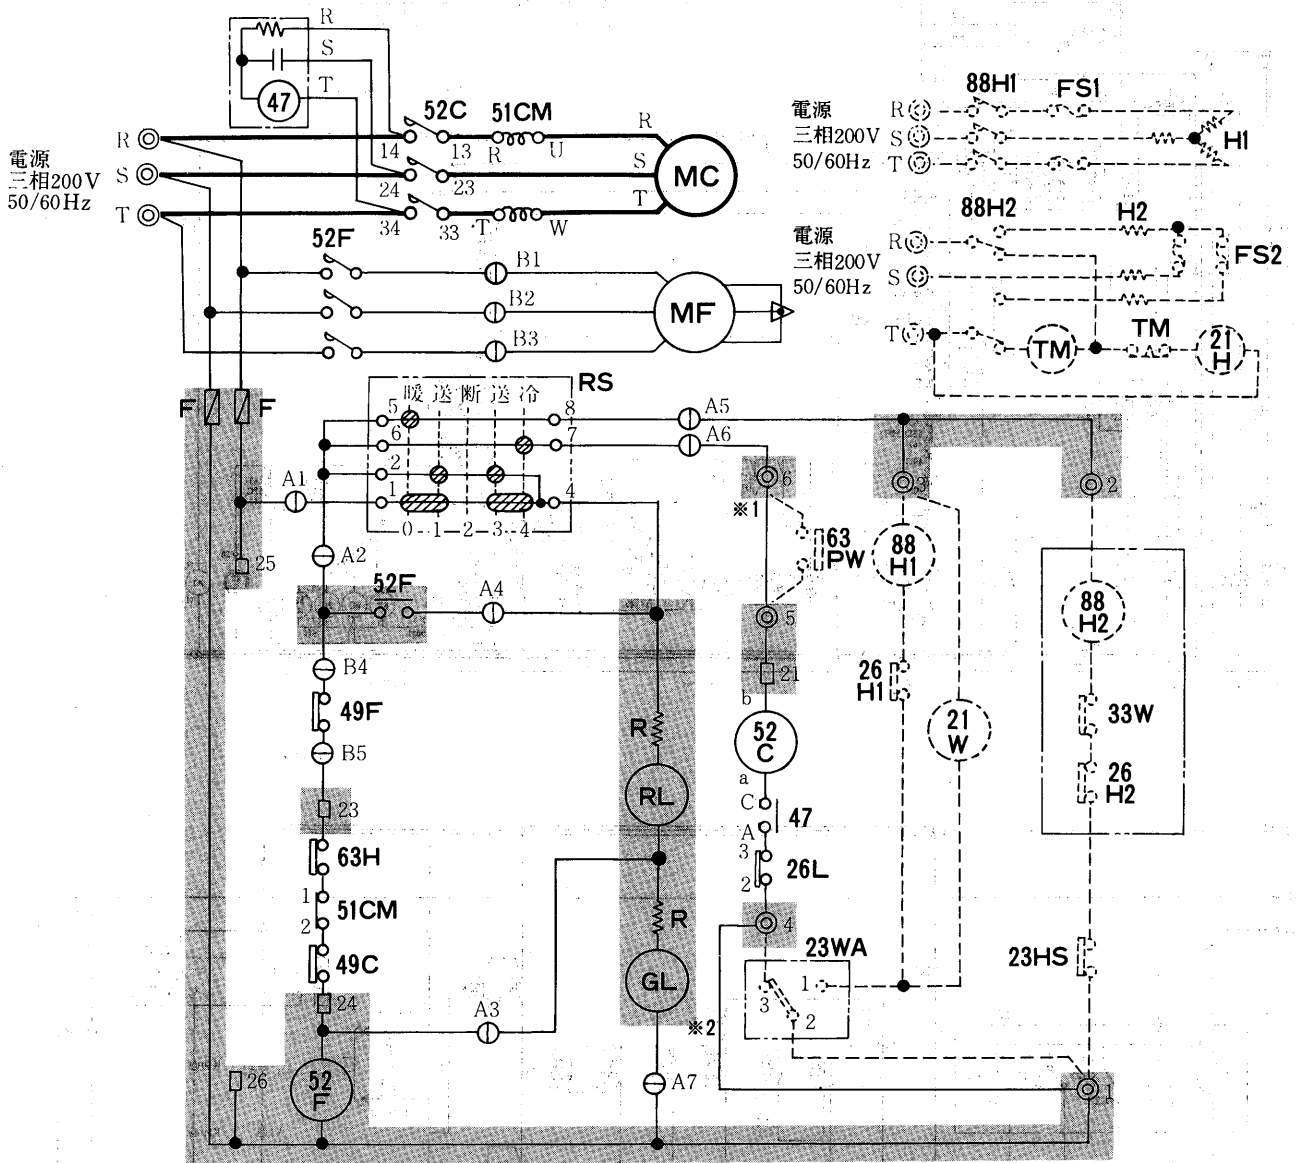 R
S
T
47
52C
51CM
R
14
13
R
U
R
電源
三相200V
50/60Hz
S
24
23
S
MC
T
34
33
T
W
T
52F
B1
B2
MF
B3
88H1
FS1
電源
三相200V
50/60Hz
R
S
T
H1
88H2
H2
電源
三相200V
50/60Hz
R
S
FS2
T
TM
TM
21
H
F
F
暖 送 断 送 冷
RS
5
8
A5
6
7
A6
2
A1
1
4
0 1 2 3 4
25
A2
52F
A4
6
※1
63
PW
3
2
88
H1
88
H2
5
21
b
B4
49F
B5
R
RL
52
C
a
26
H1
21
W
33W
26
H2
23
63H
1
51CM
2
49C
24
C
47
A
3
26L
2
R
GL
4
23WA
23HS
3
1
2
A3
※2
52
F
26
A7
1